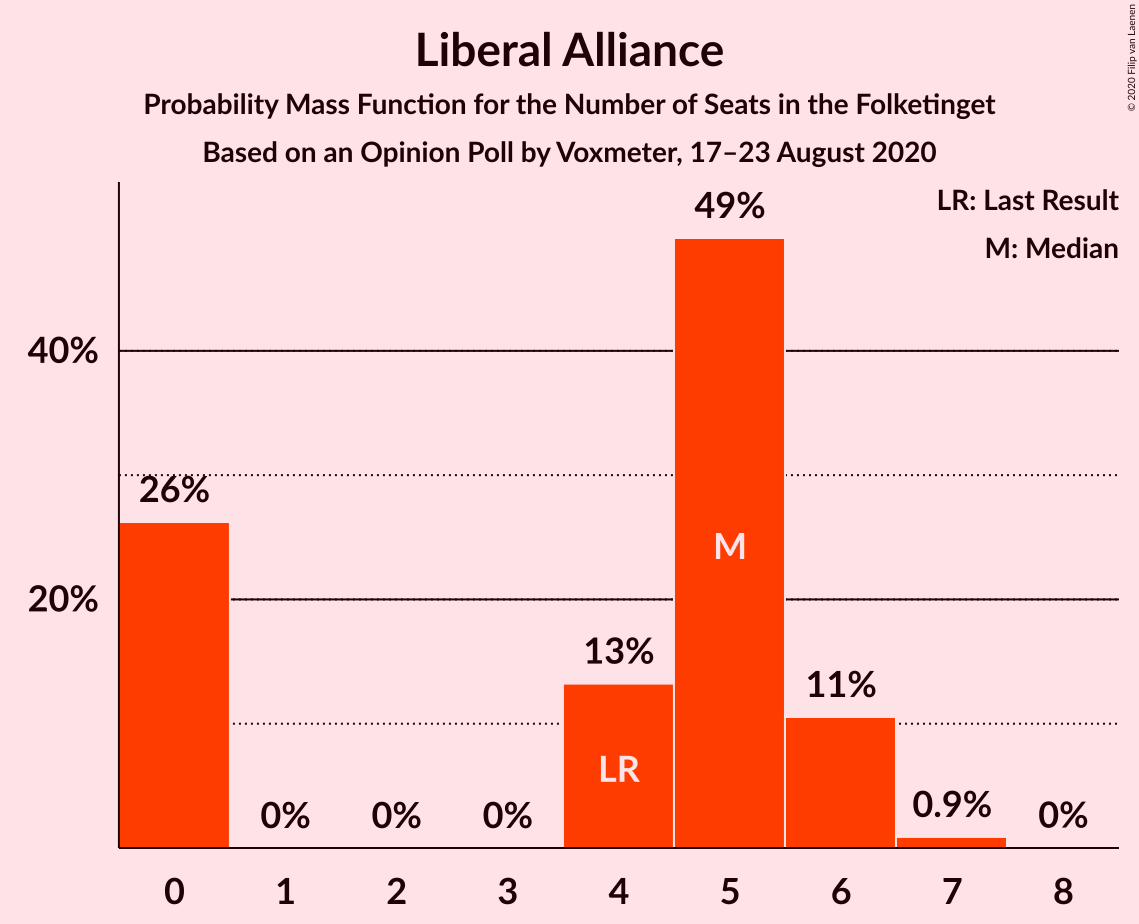 Liberal Alliance
Probability Mass Function for the Number of Seats in the Folketinget
Based on an Opinion Poll by Voxmeter, 17–23 August 2020
© 2020 Filip van Laenen
LR: Last Result
M: Median
49%
40%
26%
M
20%
13%
11%
LR
0%
0%
0%
0.9%
0%
0
1
2
3
4
5
6
7
8